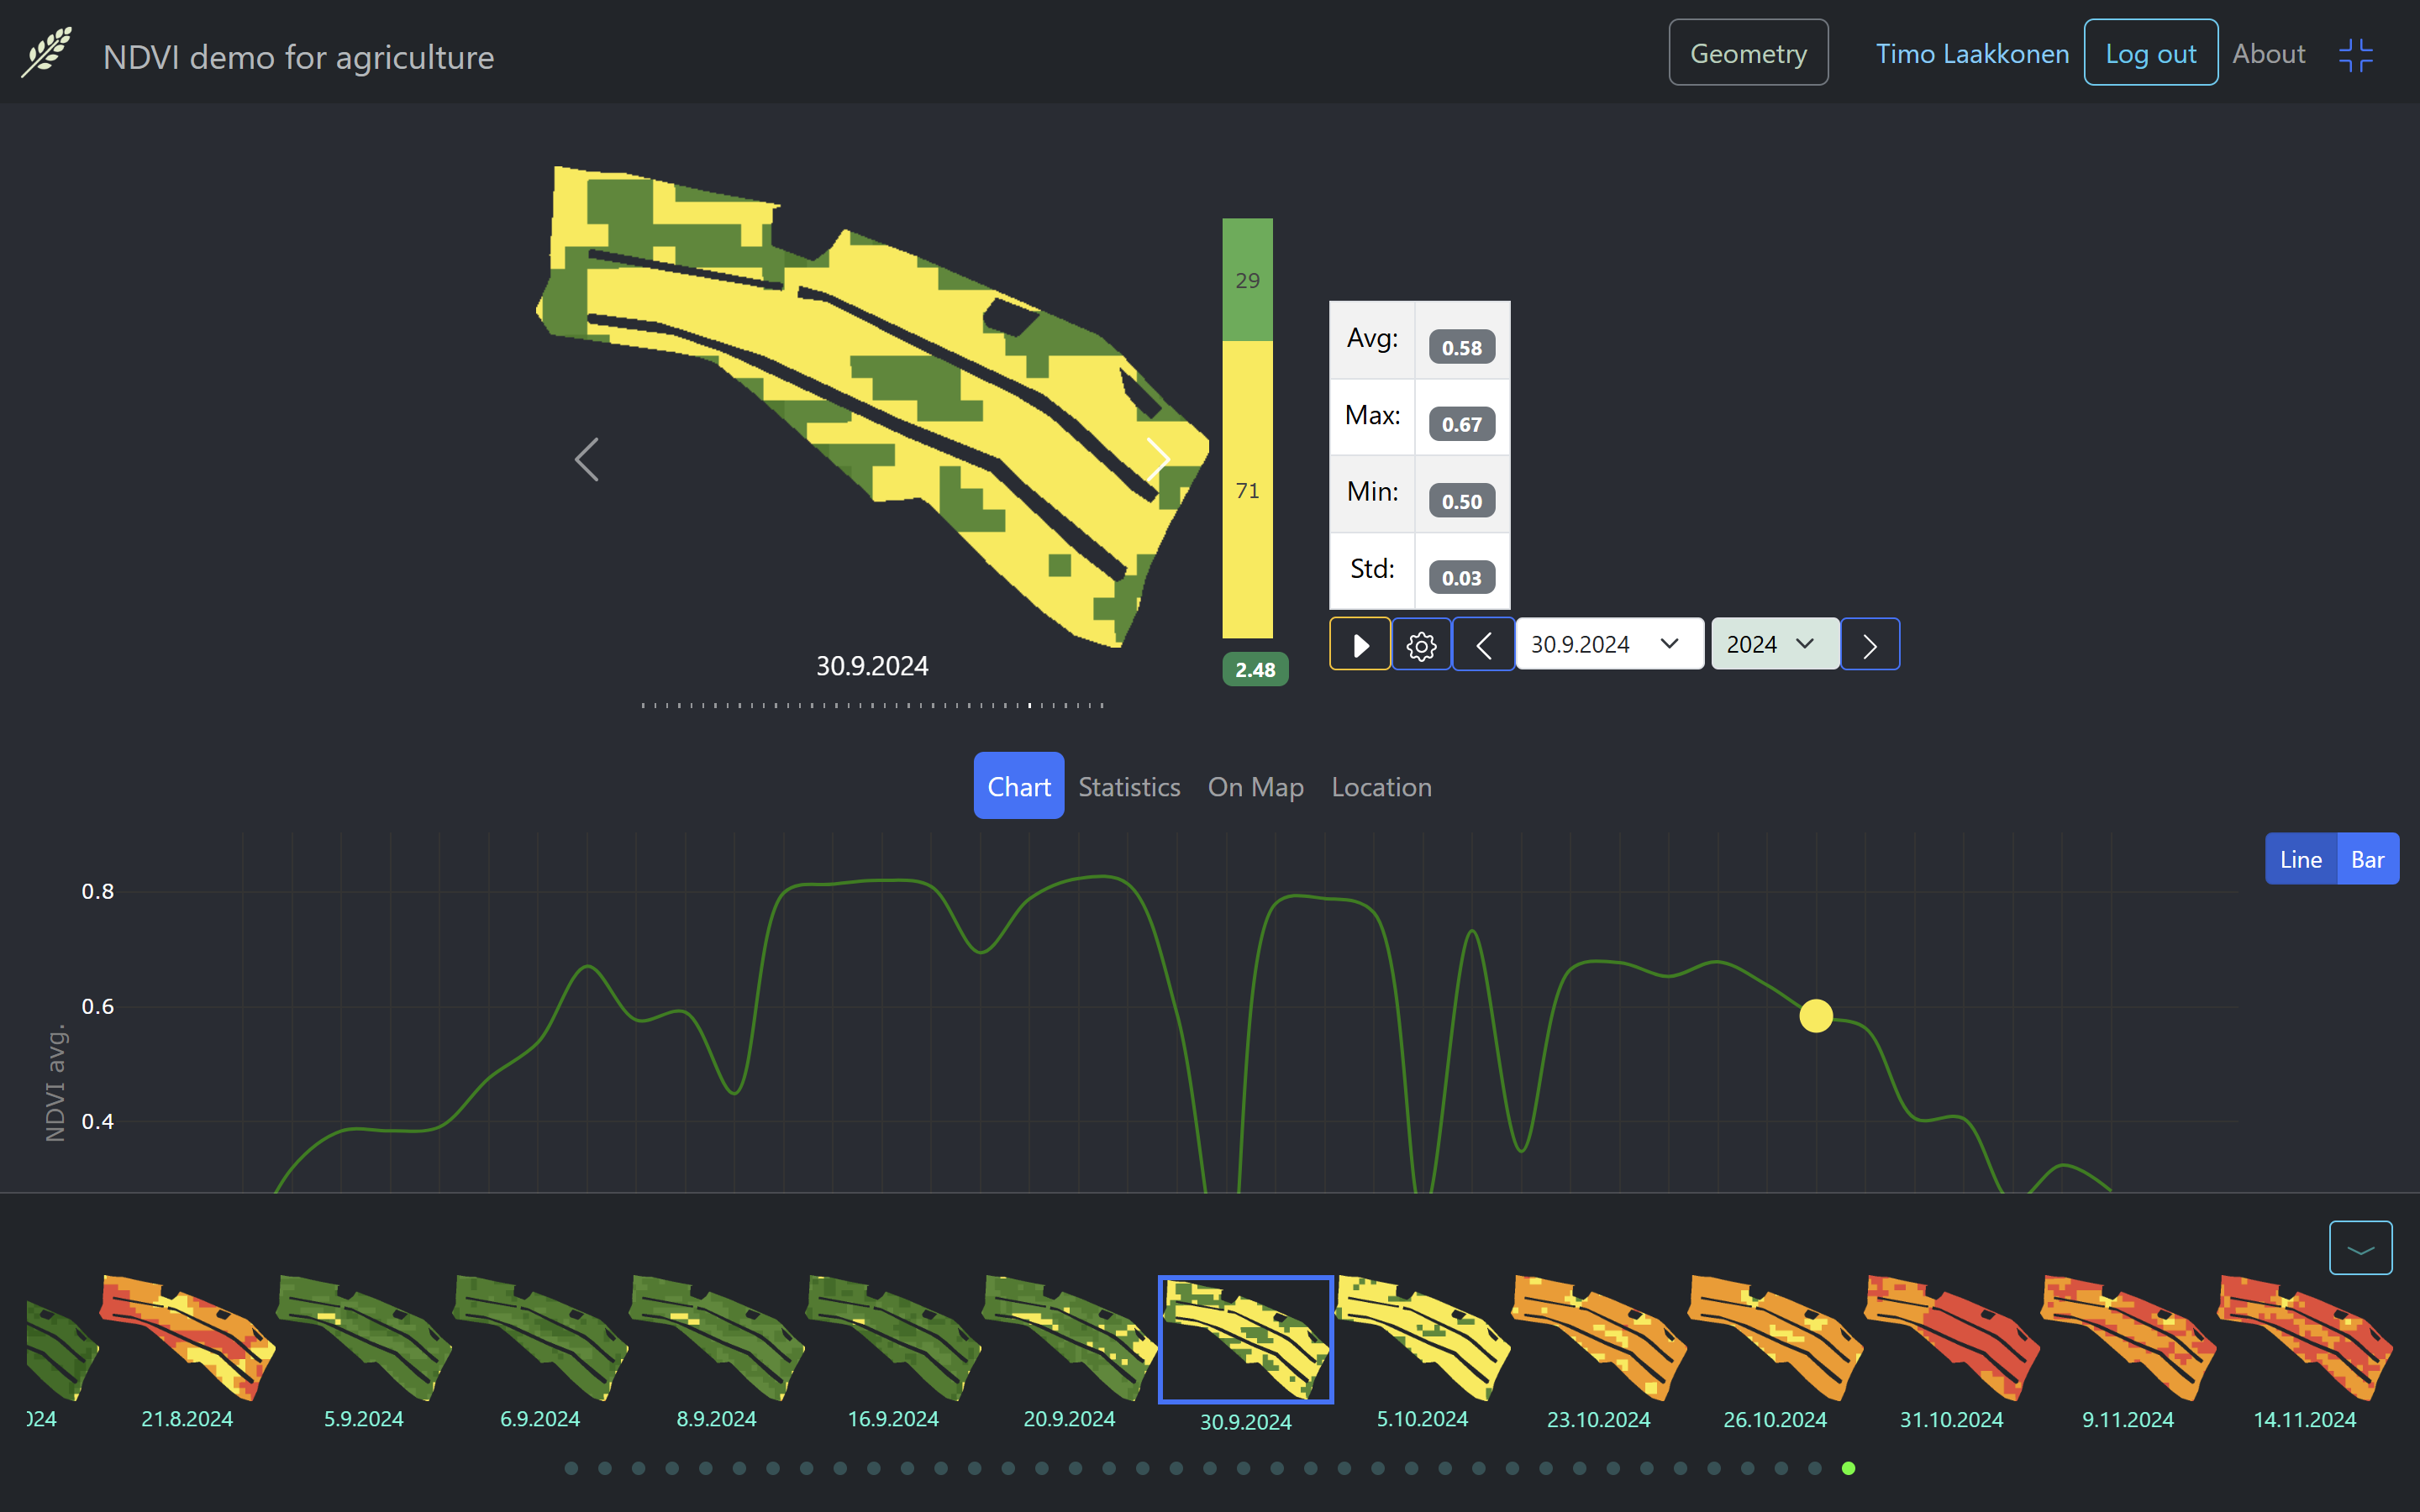 NDVI demo for agriculture
Geometry
Timo Laakkonen
Log out
About
29
71
2.48
Avg: 0.58
Max: 0.67
Min: 0.50
Std: 0.03
30.9.2024
2024
30.9.2024
Chart
Statistics
On Map
Location
Line
Bar
0.8
0.6
0.4
NDVI avg.
21.8.2024
5.9.2024
6.9.2024
8.9.2024
16.9.2024
20.9.2024
30.9.2024
5.10.2024
23.10.2024
26.10.2024
31.10.2024
9.11.2024
14.11.2024